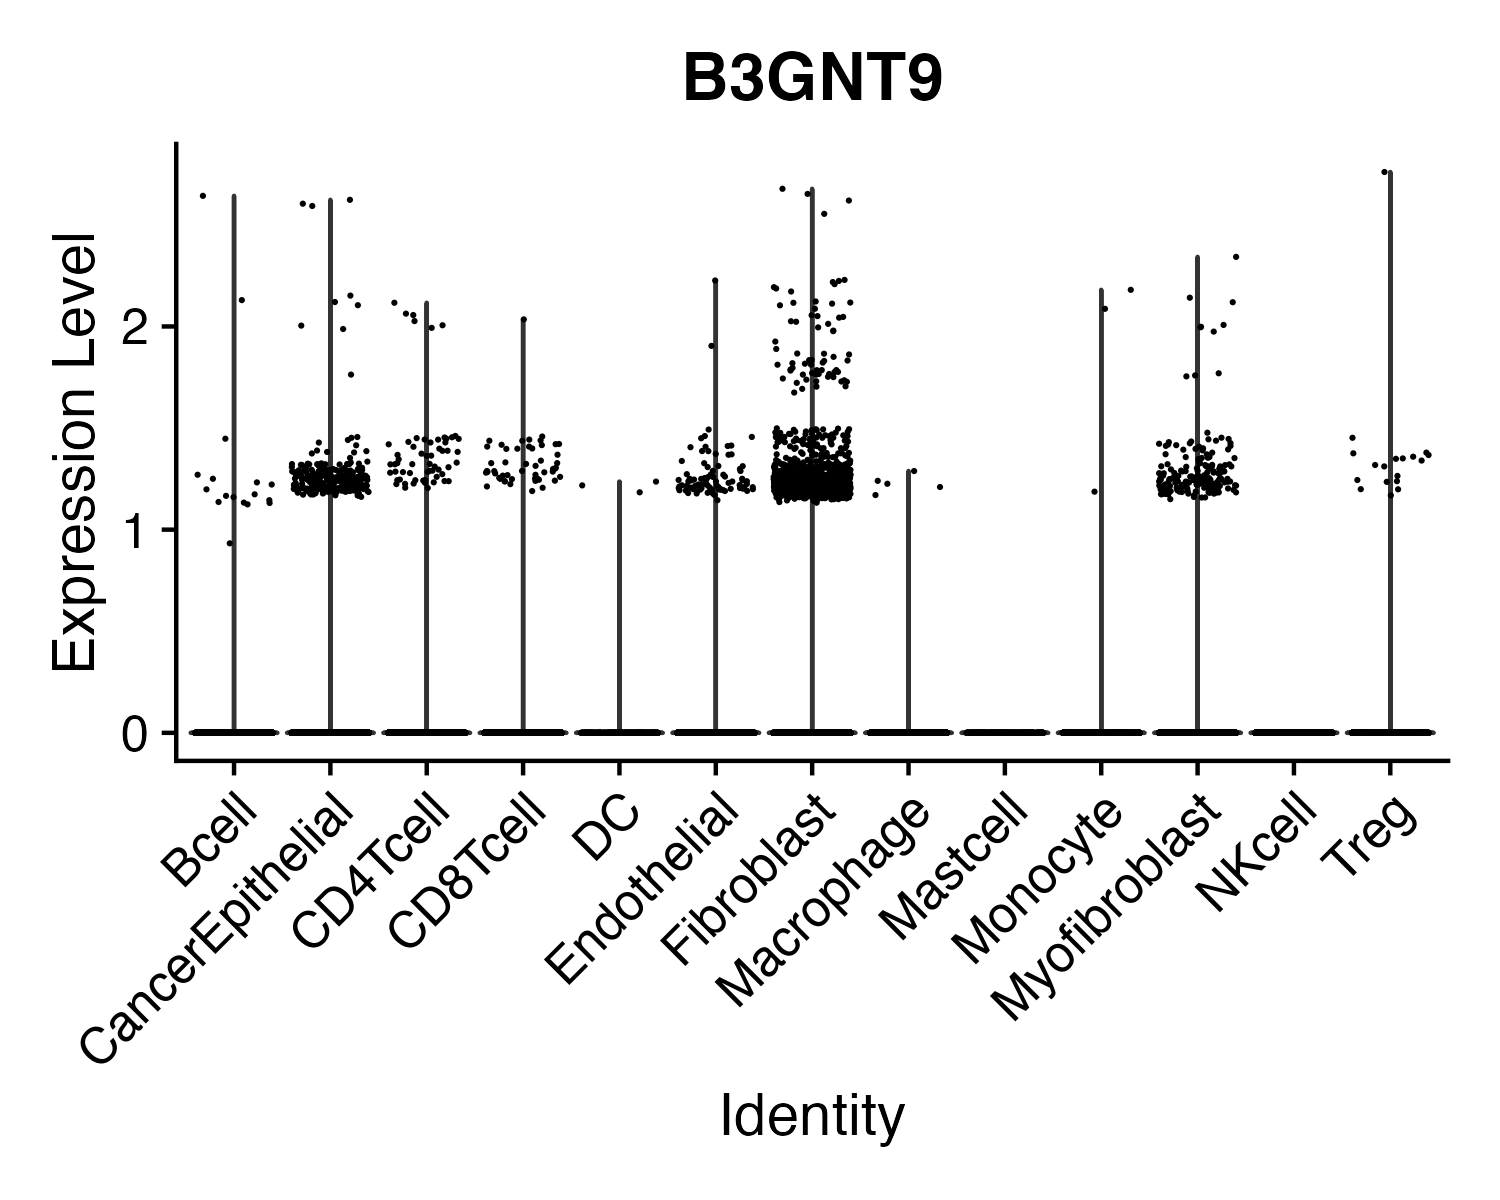 B3GNT9
Expression Level
2
1
0
Bcell
CancerEpithelial
CD4Tcell
CD8Tcell
DC
Endothelial
Fibroblast
Macrophage
Mastcell
Monocyte
Myofibroblast
NKcell
Treg
Identity